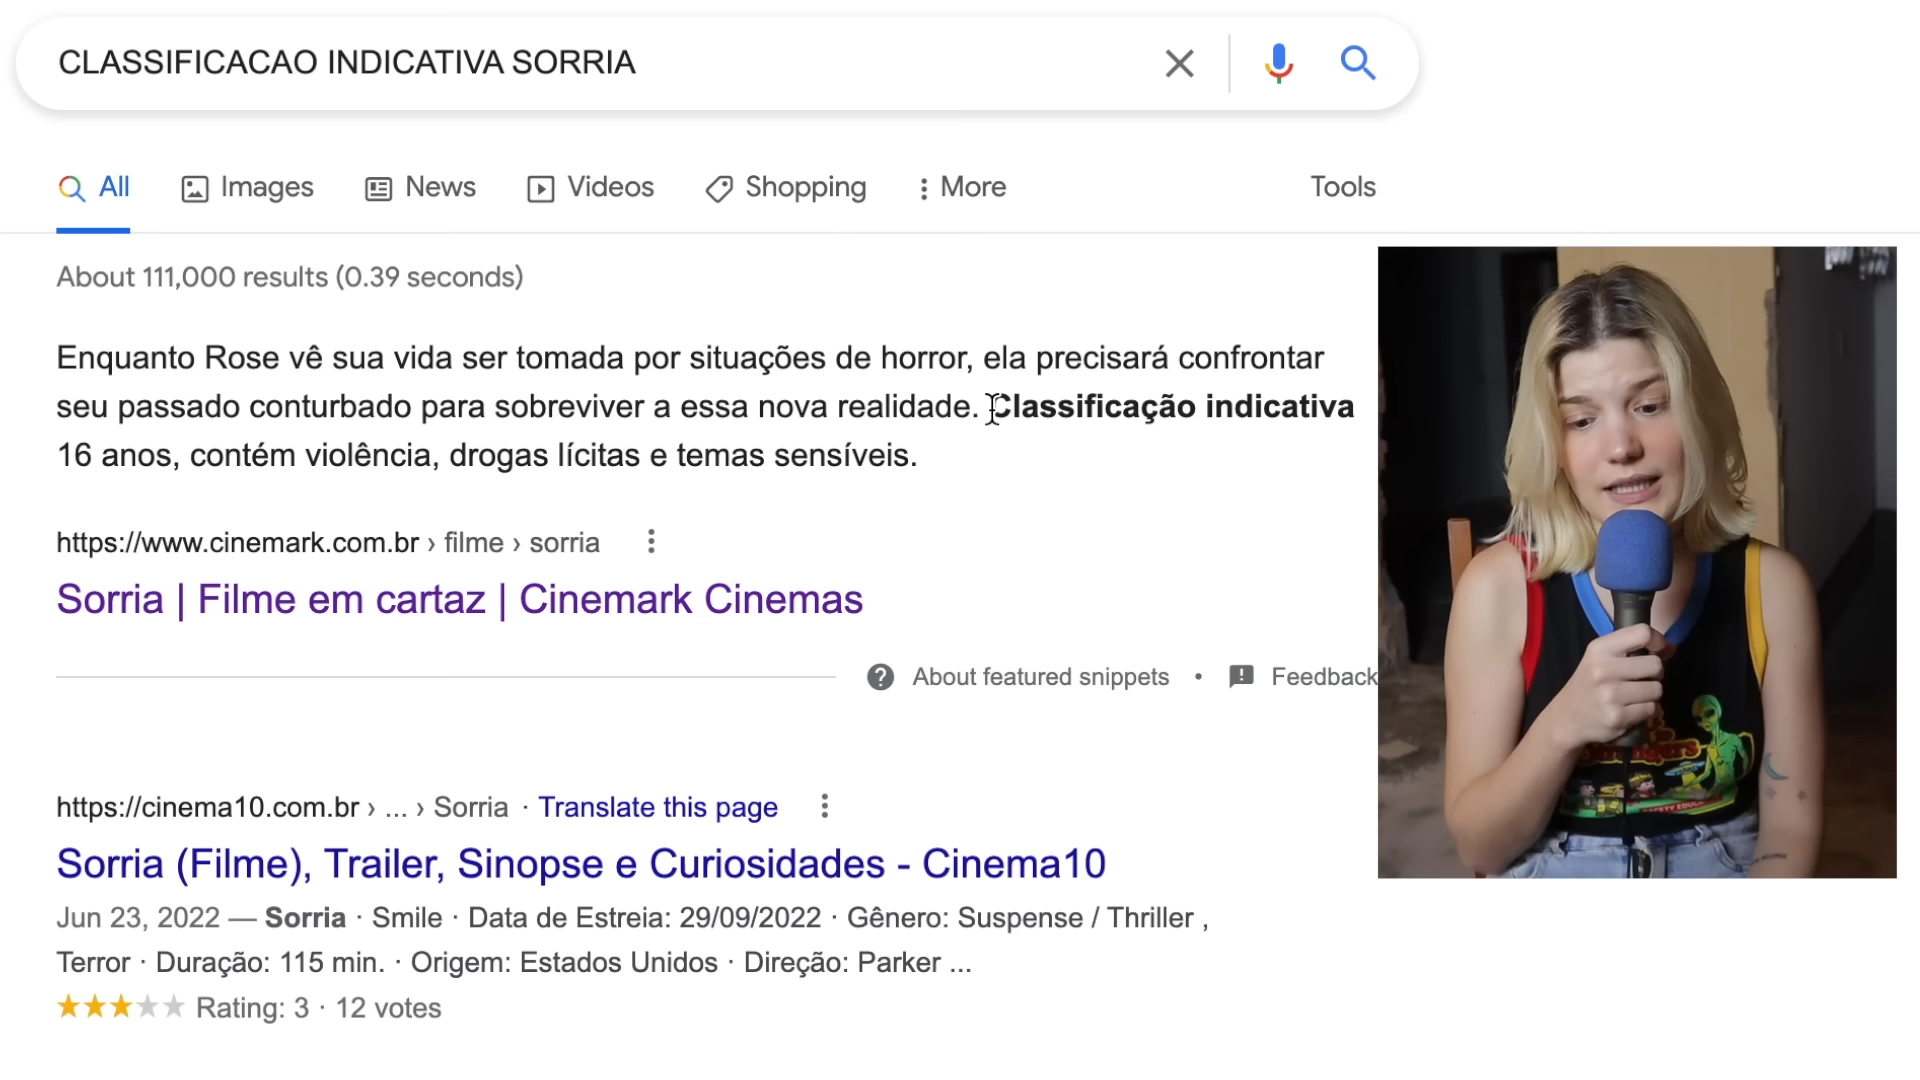 CLASSIFICACAO INDICATIVA SORRIA
All Images News Videos Shopping More Tools
About 111,000 results (0.39 seconds)
Enquanto Rose vê sua vida ser tomada por situações de horror, ela precisará confrontar
seu passado conturbado para sobreviver a essa nova realidade. Classificação indicativa
16 anos, contém violência, drogas lícitas e temas sensíveis.
https://www.cinemark.com.br › filme › sorria
Sorria | Filme em cartaz | Cinemark Cinemas
About featured snippets • Feedback
https://cinema10.com.br › ... › Sorria · Translate this page
Sorria (Filme), Trailer, Sinopse e Curiosidades - Cinema10
Jun 23, 2022 — Sorria · Smile · Data de Estreia: 29/09/2022 · Gênero: Suspense / Thriller ,
Terror · Duração: 115 min. · Origem: Estados Unidos · Direção: Parker ...
Rating: 3 · 12 votes